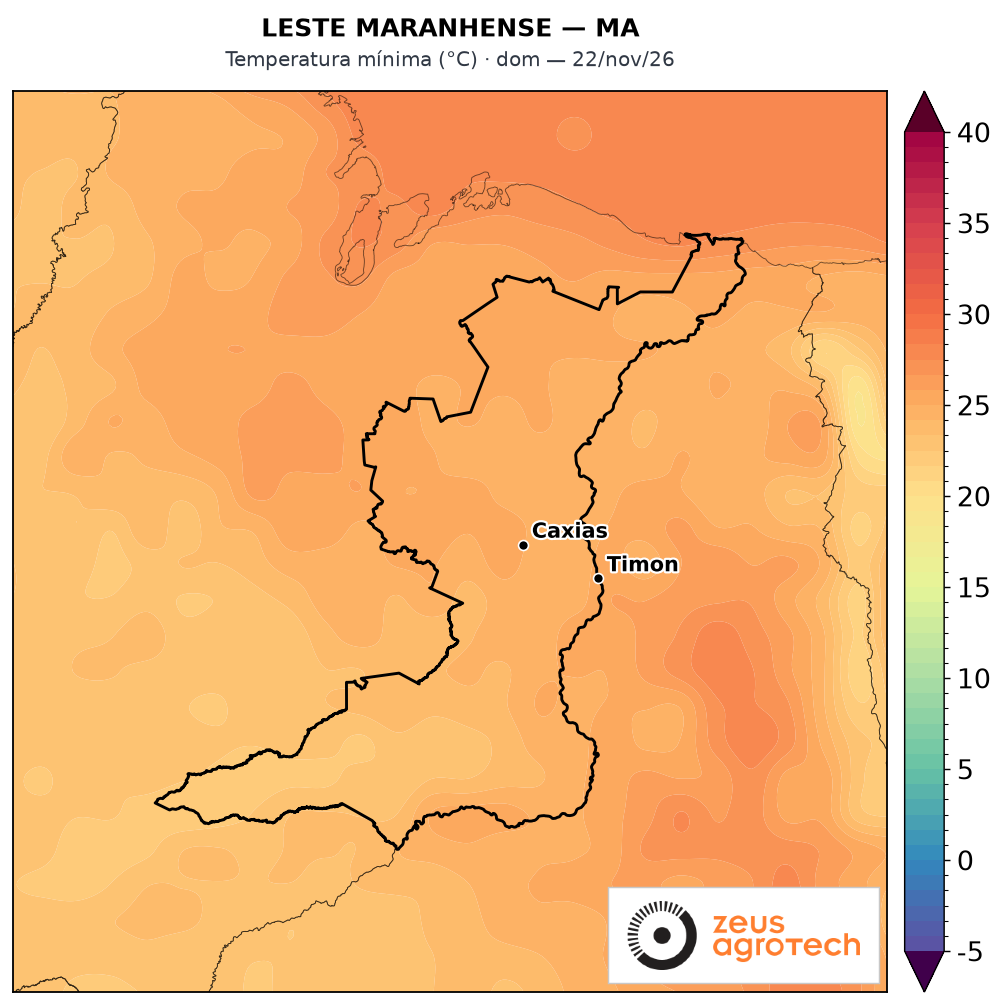 LESTE MARANHENSE — MA
Temperatura mínima (°C) · dom — 22/nov/26
40
35
30
25
20
15
10
5
0
-5
Caxias
Timon
zeus
agrotech